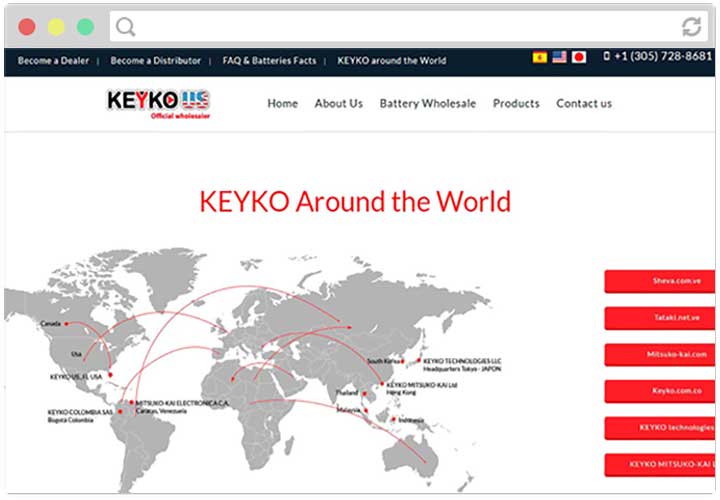 Become a Dealer | Become a Distributor | FAQ & Batteries Facts | KEYKO around the World
+1 (305) 728-8681
KEYKO US
Official wholesaler
Home About Us Battery Wholesale Products Contact us
KEYKO Around the World
Sheva.com.ve
Tataki.net.ve
Mitsuko-kai.com
Keyko.com.co
KEYKO technologies
KEYKO MITSUKO-KAI L
Canada
Usa
KEYKO US, FL USA
KEYKO COLOMBIA SAS
Bogotá Colombia
MITSUKO-KAI ELECTRONICA C.A.
Caracas, Venezuela
South Korea
KEYKO TECHNOLOGIES LLC
Headquarters Tokyo - JAPON
KEYKO MITSUKO-KAI Ltd
Hong Kong
Thailand
Malaysia
Indonesia